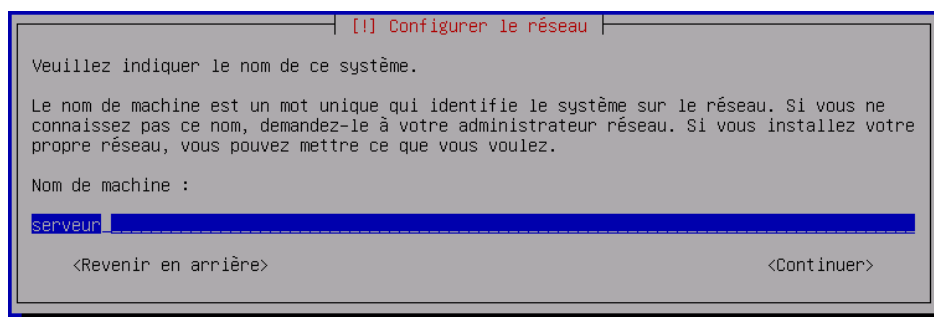 [!] Configurer le réseau
Veuillez indiquer le nom de ce système.
Le nom de machine est un mot unique qui identifie le système sur le réseau. Si vous ne
connaissez pas ce nom, demandez-le à votre administrateur réseau. Si vous installez votre
propre réseau, vous pouvez mettre ce que vous voulez.
Nom de machine :
serveur
<Revenir en arrière> <Continuer>